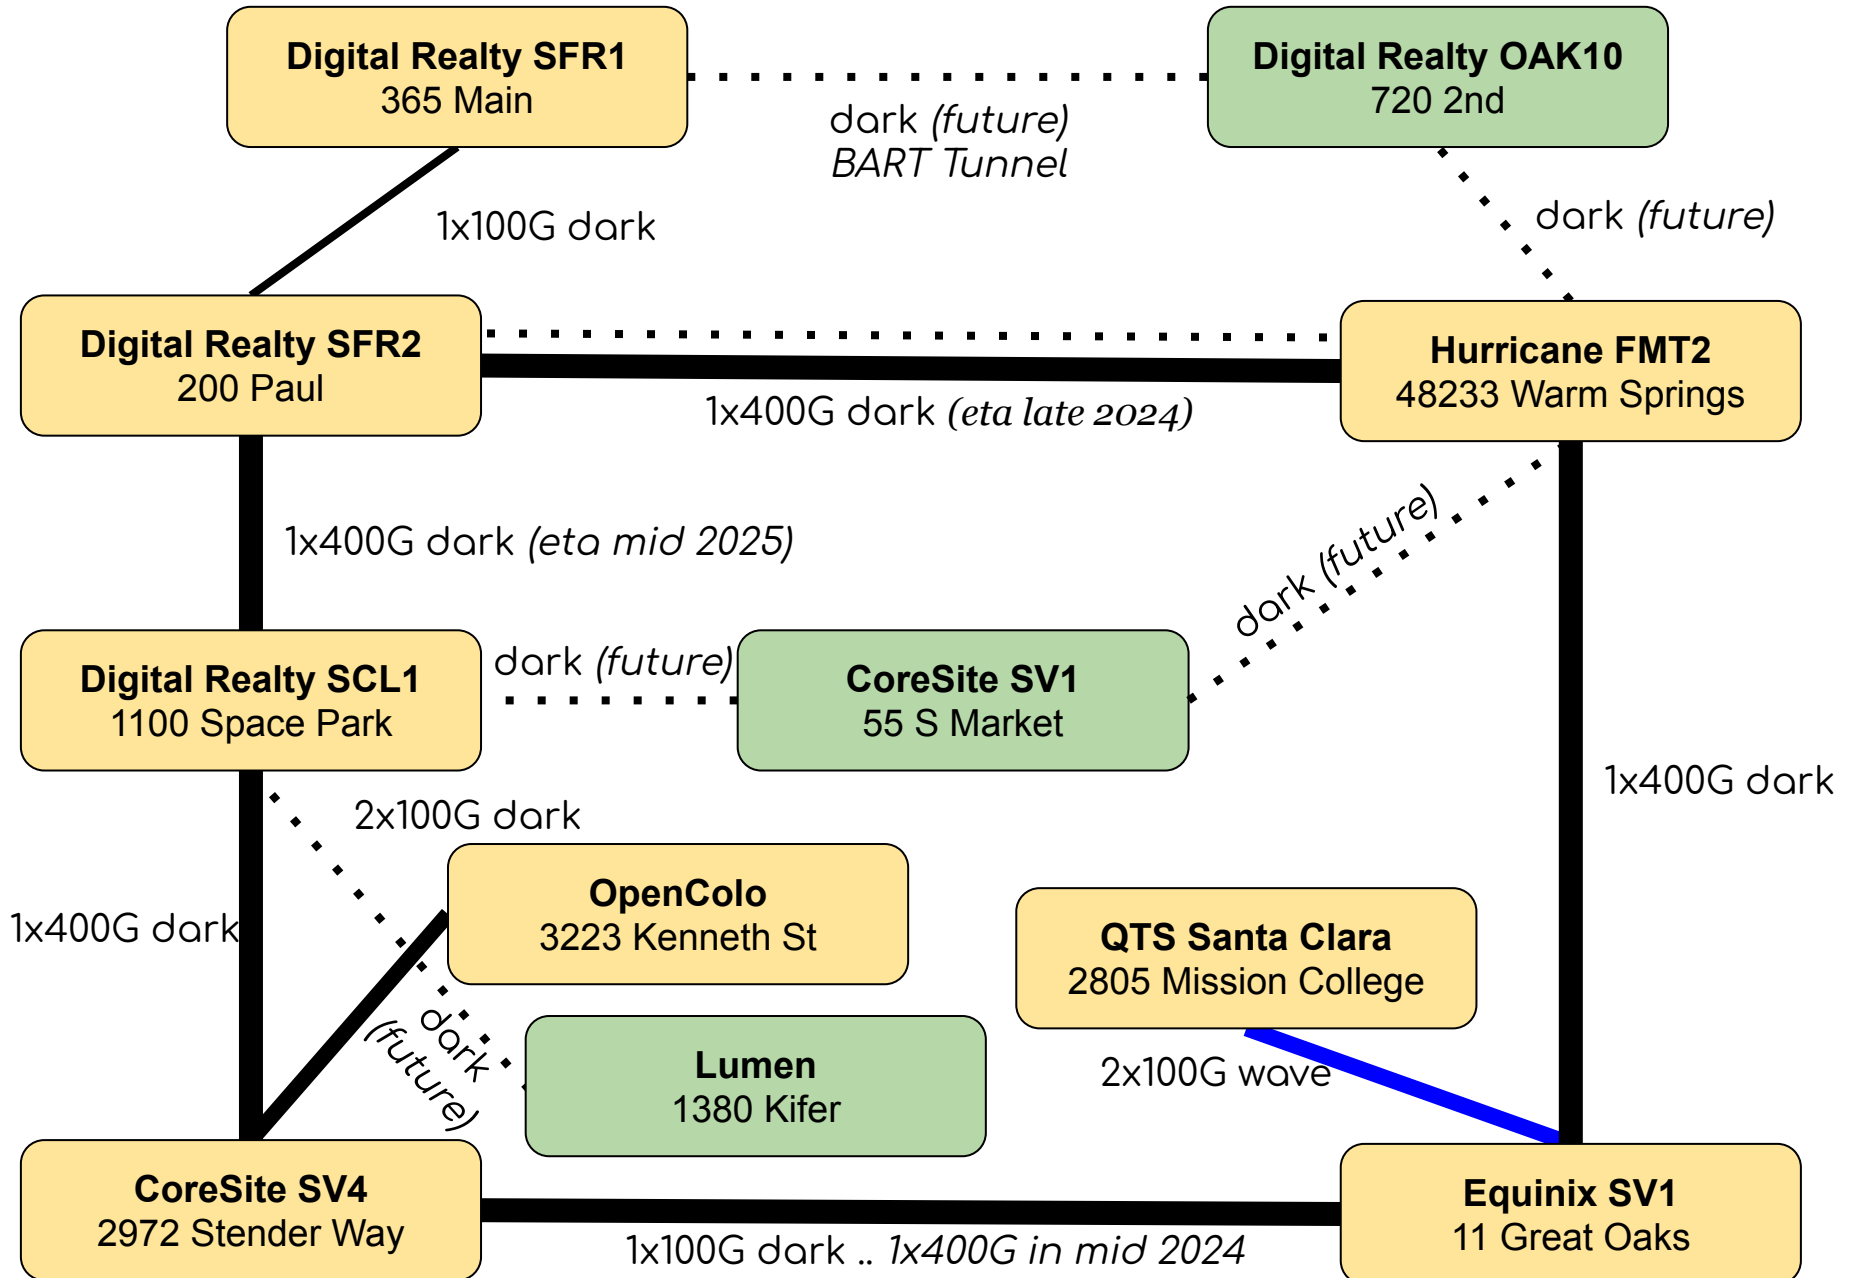 Digital Realty SFR1
365 Main
Digital Realty OAK10
720 2nd
dark (future)
BART Tunnel
1x100G dark
dark (future)
Digital Realty SFR2
200 Paul
Hurricane FMT2
48233 Warm Springs
1x400G dark (eta late 2024)
1x400G dark (eta mid 2025)
dark (future)
Digital Realty SCL1
1100 Space Park
dark (future)
CoreSite SV1
55 S Market
1x400G dark
2x100G dark
OpenColo
3223 Kenneth St
1x400G dark
QTS Santa Clara
2805 Mission College
dark
(future)
Lumen
1380 Kifer
2x100G wave
CoreSite SV4
2972 Stender Way
Equinix SV1
11 Great Oaks
1x100G dark .. 1x400G in mid 2024